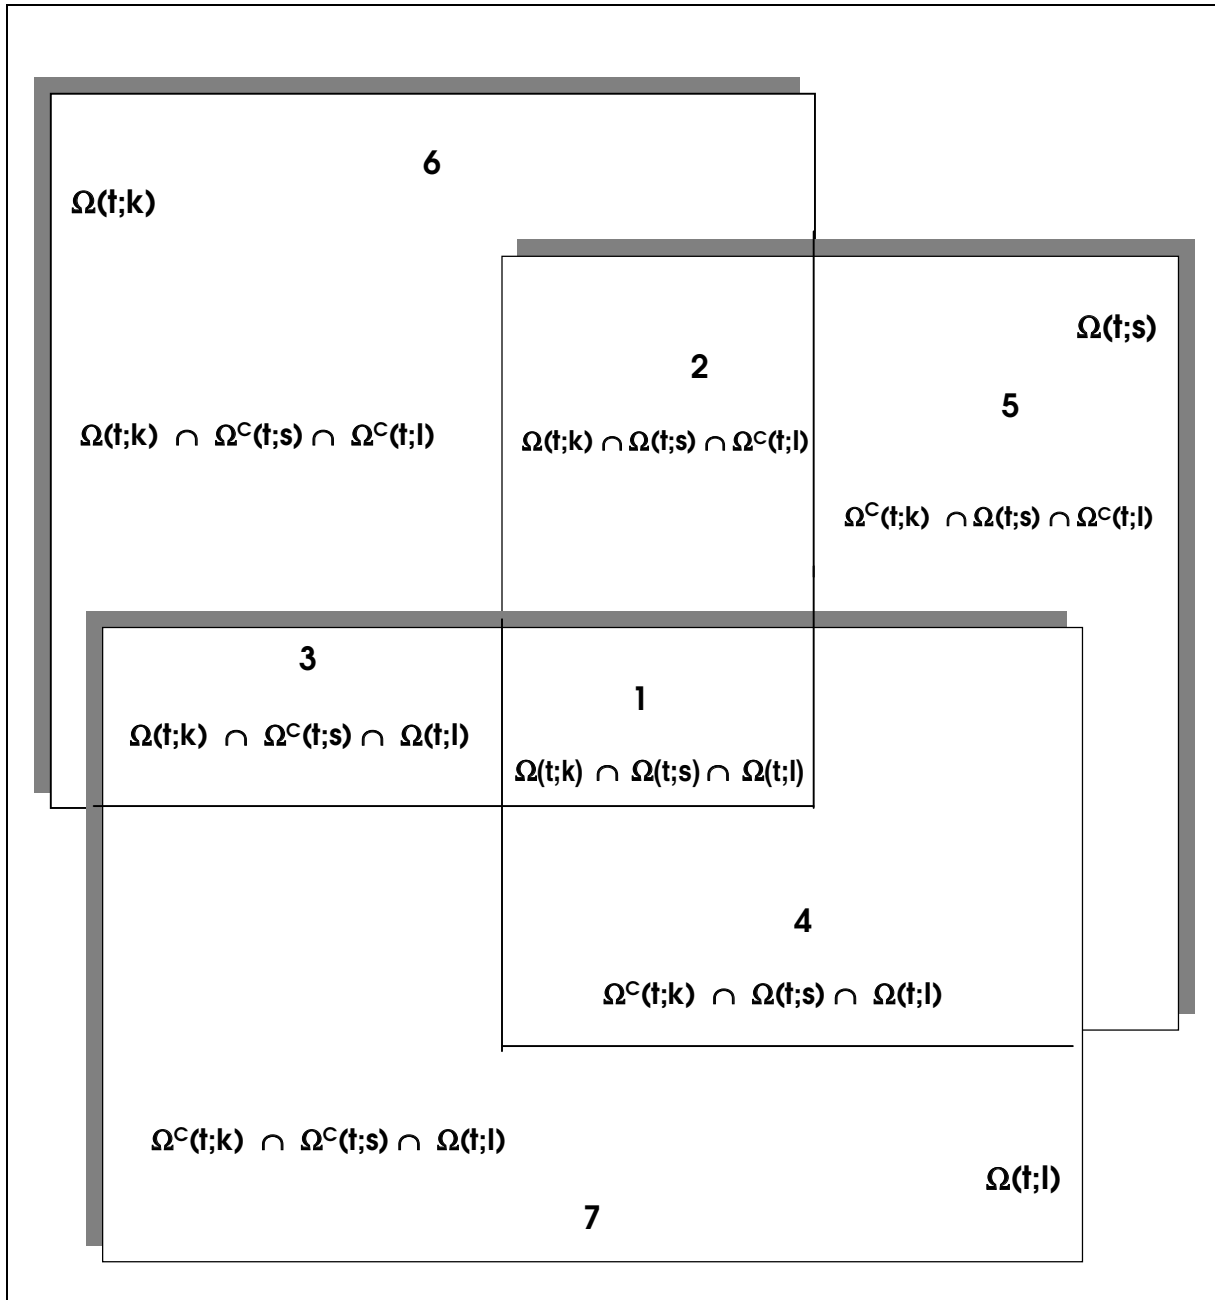 6
Ω(t;k)
Ω(t;s)
2
5
Ω(t;k) ∩ Ω^C(t;s) ∩ Ω^C(t;l)
Ω(t;k) ∩ Ω(t;s) ∩ Ω^C(t;l)
Ω^C(t;k) ∩ Ω(t;s) ∩ Ω^C(t;l)
3
1
Ω(t;k) ∩ Ω^C(t;s) ∩ Ω(t;l)
Ω(t;k) ∩ Ω(t;s) ∩ Ω(t;l)
4
Ω^C(t;k) ∩ Ω(t;s) ∩ Ω(t;l)
Ω^C(t;k) ∩ Ω^C(t;s) ∩ Ω(t;l)
Ω(t;l)
7